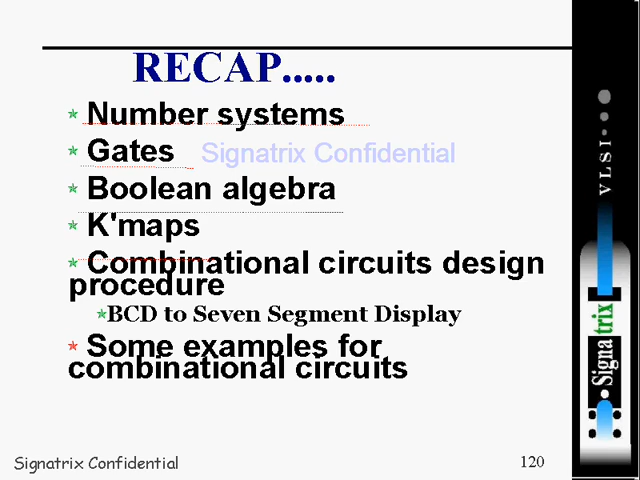 RECAP.....
* Number systems
* Gates
Signatrix Confidential
* Boolean algebra
* K'maps
* Combinational circuits design
procedure
*BCD to Seven Segment Display
* Some examples for
combinational circuits
Signatrix Confidential
120
VLSI
Signatrix